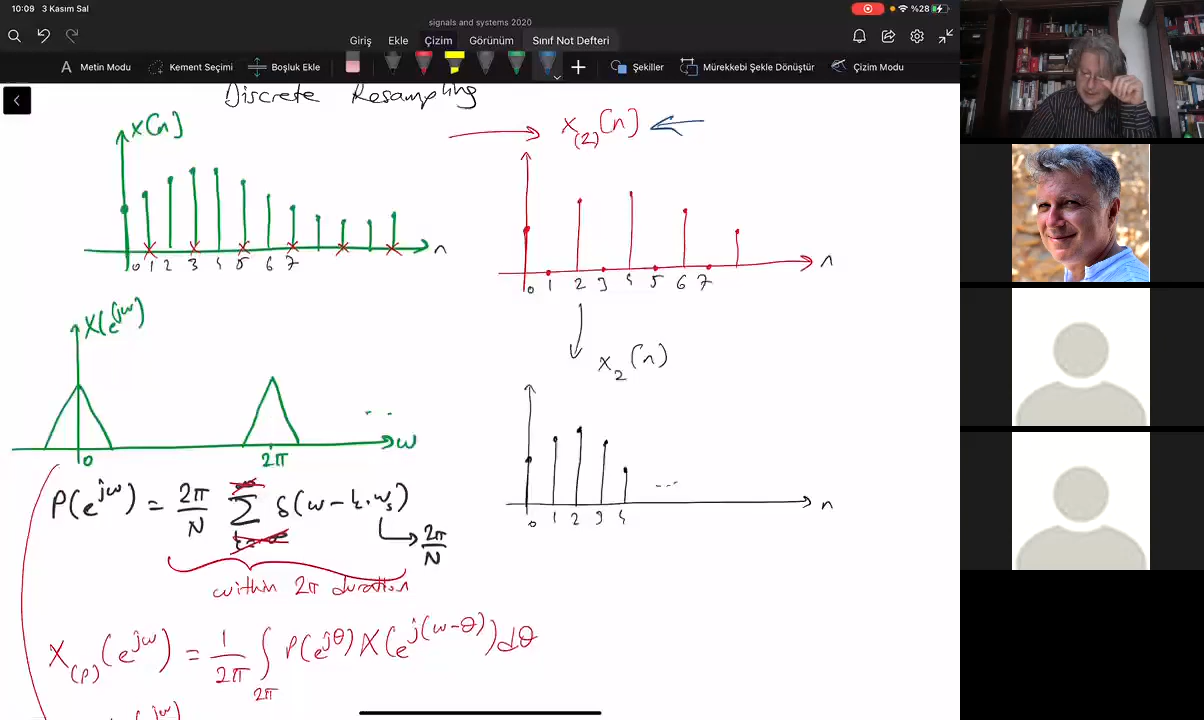 10:09 3 Kasım Sal
%28
signals and systems 2020
Giriş Ekle Çizim Görünüm Sınıf Not Defteri
Metin Modu Kement Seçimi Boşluk Ekle Şekiller Mürekkebi Şekle Dönüştür Çizim Modu
Discrete Resampling
x[n]
0 1 2 3 4 5 6 7 n
x(2)[n]
0 1 2 3 4 5 6 7 n
X(e^jω)
0 2π ... ω
x2[n]
0 1 2 3 4 ... n
P(e^jω) = 2π/N Σ δ(ω - k.ωs)
2π/N
within 2π duration
X(p)(e^jω) = 1/2π ∫2π P(e^jθ) X(e^j(ω-θ)) dθ